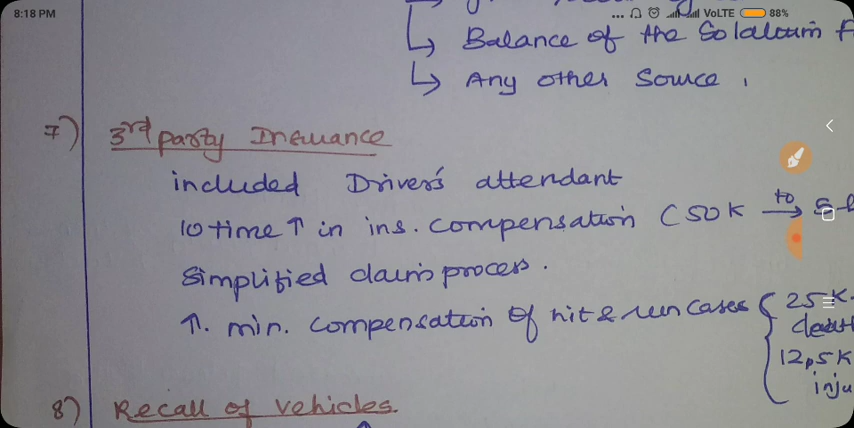 8:18 PM ... VoLTE 88%
↳ Balance of the Solatium F
↳ Any other Source .
7) 3rd party Insurance
included Driver's attendant
10 time ↑ in ins. compensation (50K to→
Simplified claim process.
↑. min. compensation of hit & run cases { 25K
death
12,5K
inju
8) Recall of vehicles.